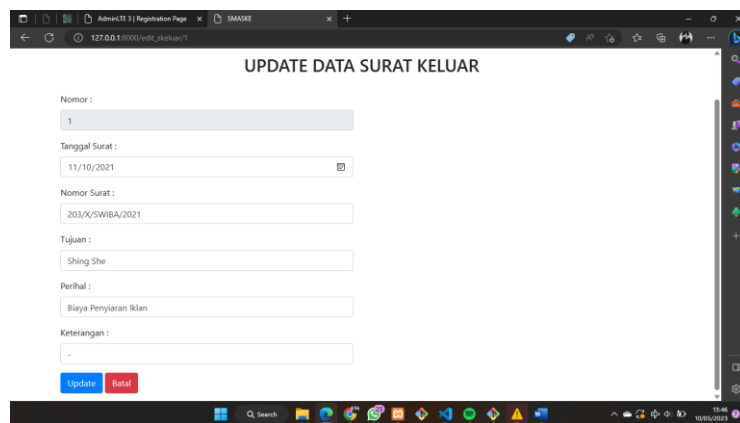 AdminLTE 3 | Registration Page
SMASKE
127.0.0.1:8000/edit_skeluar/1
UPDATE DATA SURAT KELUAR
Nomor :
1
Tanggal Surat :
11/10/2021
Nomor Surat :
203/X/SWIBA/2021
Tujuan :
Shing She
Perihal :
Biaya Penyiaran Iklan
Keterangan :
-
Update Batal
Search
13:46
10/05/2023